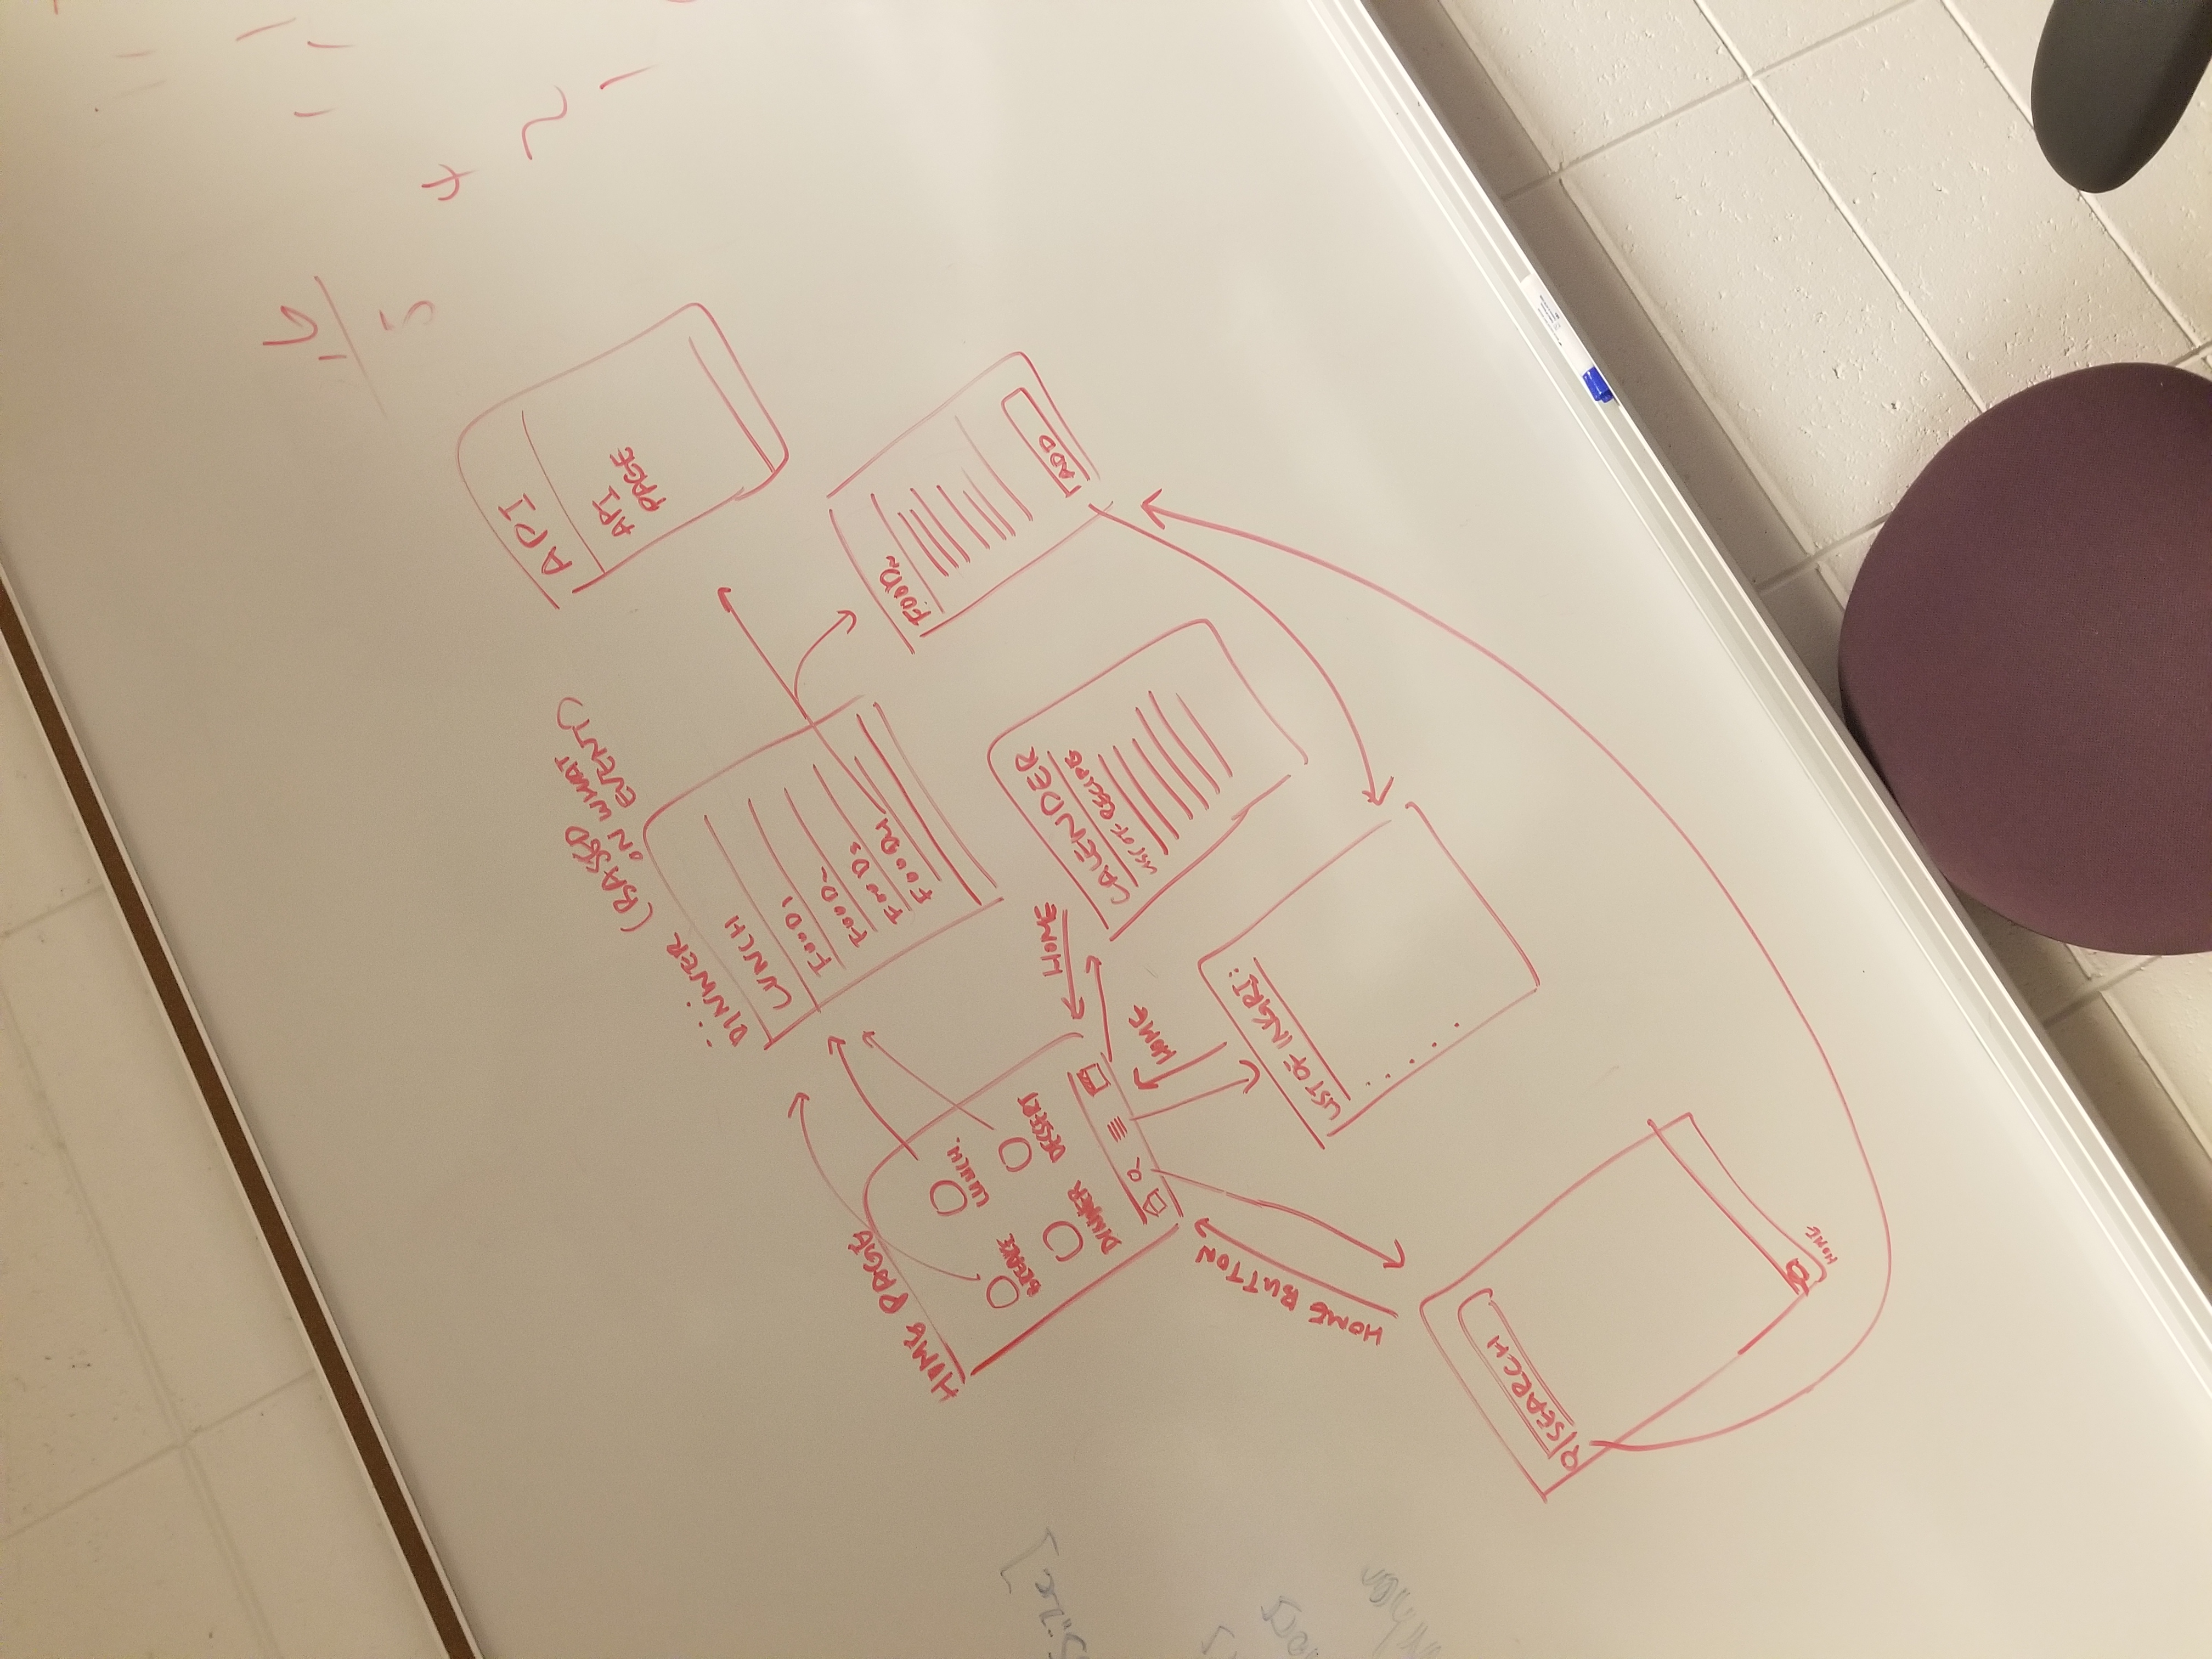 HOME PAGE
BREAKF
LUNCH.
DINNER
DESSERT
DINNER (BASED
ON WHAT
EVENT)
LUNCH
FOOD1
FOOD2
FOOD3
FOOD4
API
API
PAGE
FOOD2
ADD
HOME
CALENDER
LIST OF RECIPE
HOME
LIST OF INGRI:
HOME BUTTON
SEARCH
HOME
6
5
4
2
1
Size]